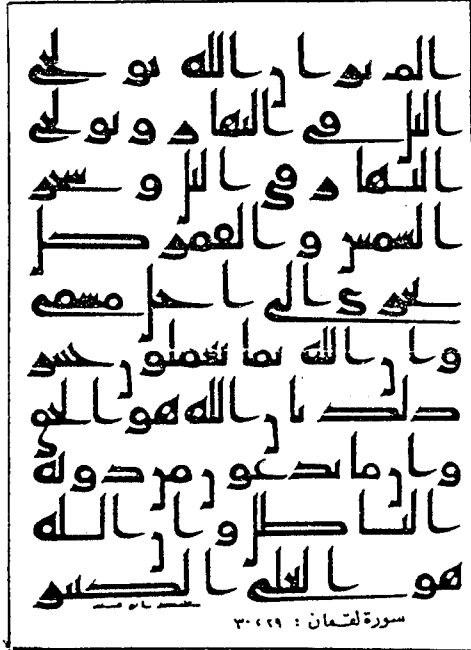 الم تر ان الله يولج
اليل في النهار و يولج
النهار في اليل و سخر
الشمس و القمر كل
يجري الى اجل مسمى
و ان الله بما تعملون خبير
ذلك بان الله هو الحق
و ان ما يدعون من دونه
الباطل و ان الله
هو العلي الكبير
سورة لقمان : ٢٩ ، ٣٠